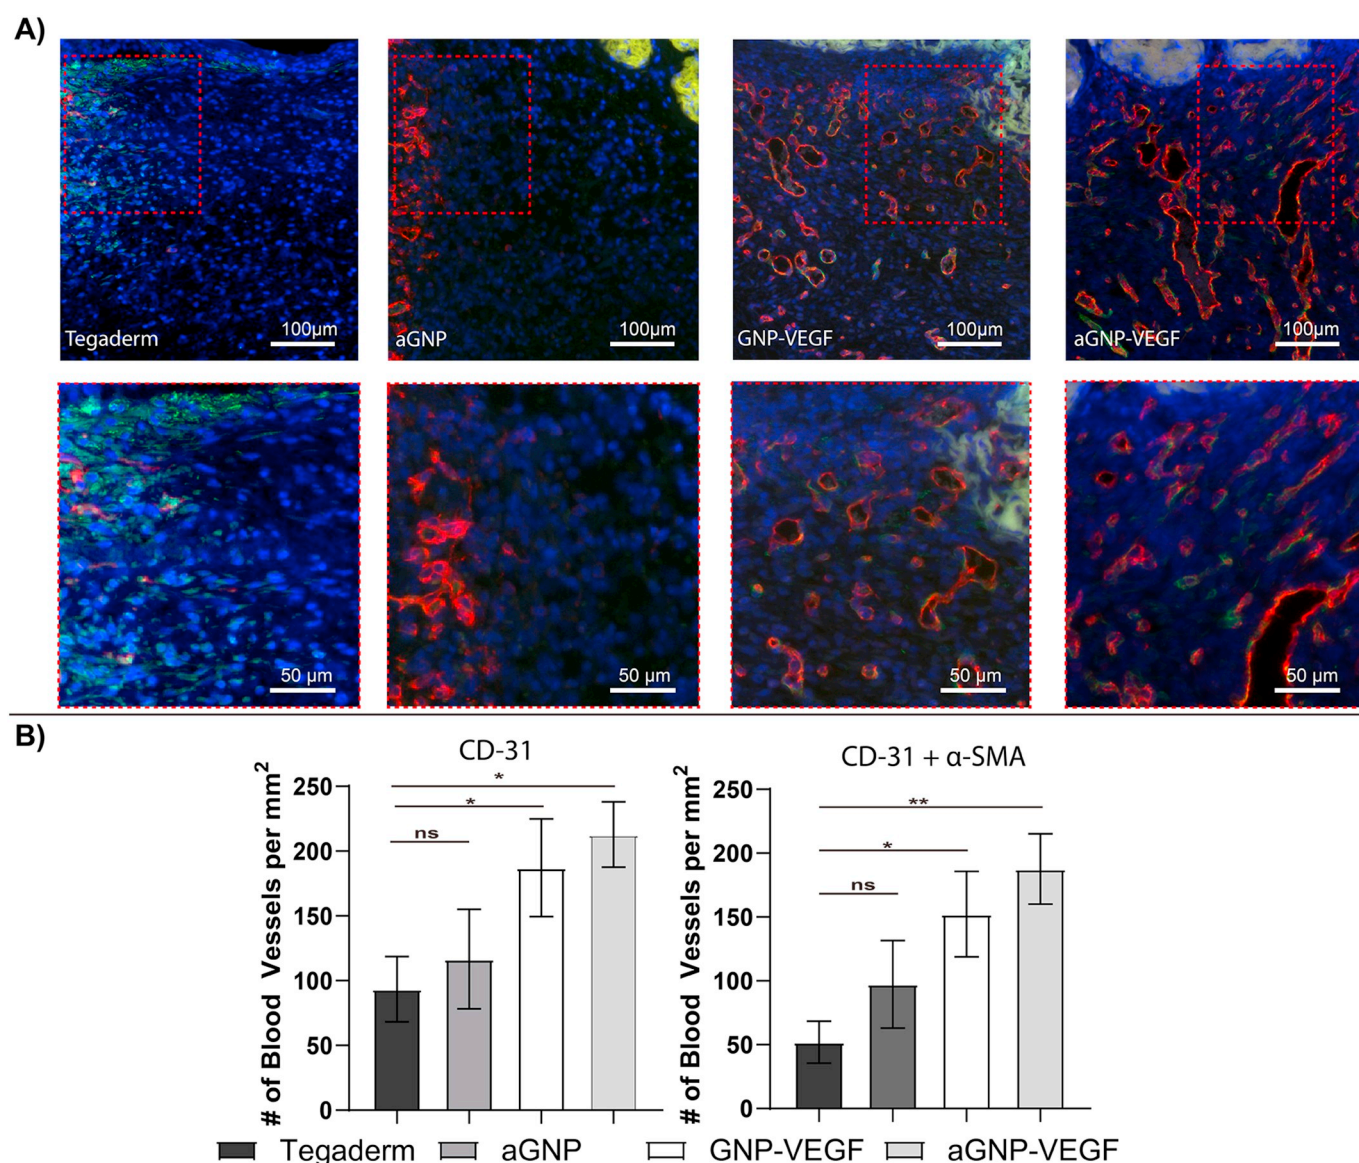 A)
Tegaderm
100µm
aGNP
100µm
GNP-VEGF
100µm
aGNP-VEGF
100µm
50 µm
50 µm
50 µm
50 µm
B)
CD-31
# of Blood Vessels per mm²
250
200
150
100
50
0
*
*
ns
CD-31 + α-SMA
# of Blood Vessels per mm²
250
200
150
100
50
0
**
*
ns
Tegaderm
aGNP
GNP-VEGF
aGNP-VEGF